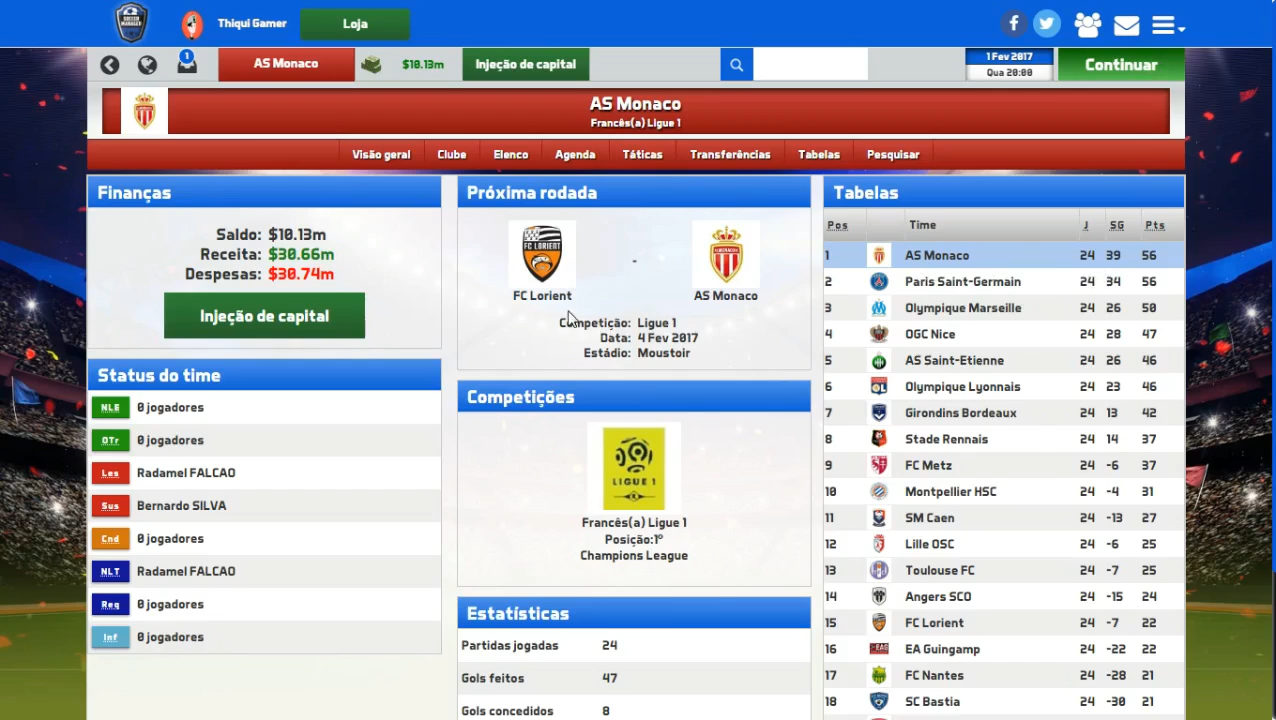 Thiqui Gamer
Loja
1
AS Monaco
$10.13m
Injeção de capital
1 Fev 2017
Qua 20:00
Continuar
AS Monaco
Francês(a) Ligue 1
Visão geral
Clube
Elenco
Agenda
Táticas
Transferências
Tabelas
Pesquisar
Finanças
Saldo: $10.13m
Receita: $30.66m
Despesas: $30.74m
Injeção de capital
Status do time
NLE 0 jogadores
OTr 0 jogadores
Les Radamel FALCAO
Sus Bernardo SILVA
Cnd 0 jogadores
NLT Radamel FALCAO
Req 0 jogadores
Inf 0 jogadores
Próxima rodada
FC LORIENT
-
FC Lorient
AS Monaco
Competição: Ligue 1
Data: 4 Fev 2017
Estádio: Moustoir
Competições
LIGUE 1
Francês(a) Ligue 1
Posição:1º
Champions League
Estatísticas
Partidas jogadas 24
Gols feitos 47
Gols concedidos 8
Tabelas
Pos Time J SG Pts
1 AS Monaco 24 39 56
2 Paris Saint-Germain 24 34 56
3 Olympique Marseille 24 26 50
4 OGC Nice 24 28 47
5 AS Saint-Etienne 24 26 46
6 Olympique Lyonnais 24 23 46
7 Girondins Bordeaux 24 13 42
8 Stade Rennais 24 14 37
9 FC Metz 24 -6 37
10 Montpellier HSC 24 -4 31
11 SM Caen 24 -13 27
12 Lille OSC 24 -6 25
13 Toulouse FC 24 -7 25
14 Angers SCO 24 -15 24
15 FC Lorient 24 -7 22
16 EA Guingamp 24 -22 22
17 FC Nantes 24 -28 21
18 SC Bastia 24 -30 21